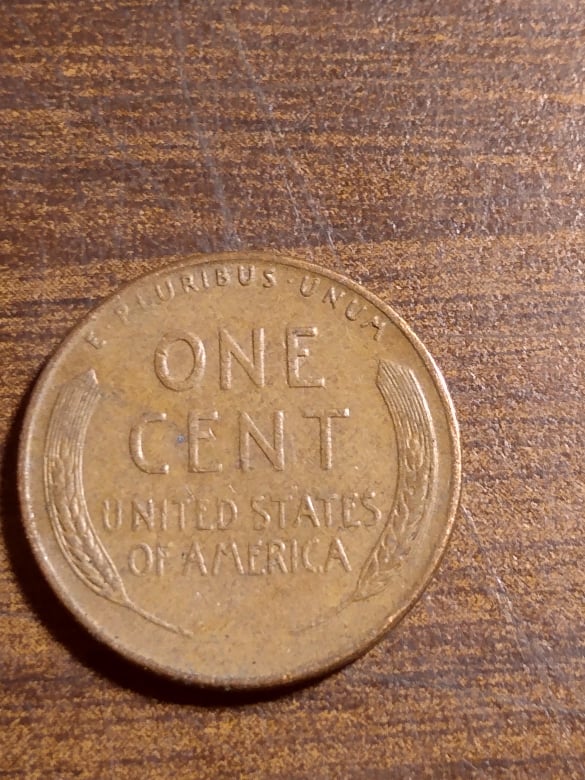 E · PLURIBUS · UNUM
ONE
CENT
UNITED STATES
OF AMERICA